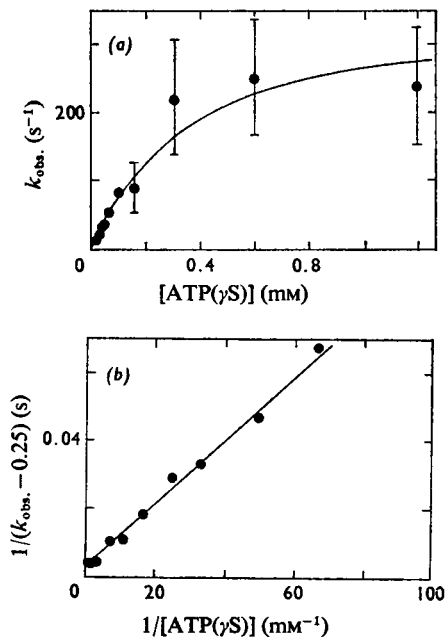 (a)
k_obs. (s⁻¹)
200
0 0.4 0.8
[ATP(γS)] (mM)
(b)
1/(k_obs. − 0.25) (s)
0.04
0 20 40 60 100
1/[ATP(γS)] (mM⁻¹)